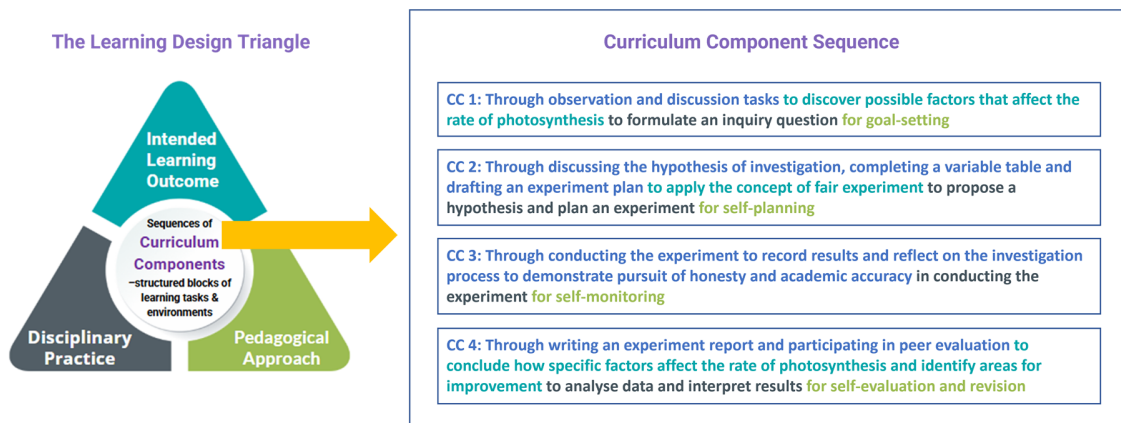 The Learning Design Triangle
Intended
Learning
Outcome
Sequences of
Curriculum
Components
–structured blocks of
learning tasks &
environments
Disciplinary
Practice
Pedagogical
Approach
Curriculum Component Sequence
CC 1: Through observation and discussion tasks to discover possible factors that affect the
rate of photosynthesis to formulate an inquiry question for goal-setting
CC 2: Through discussing the hypothesis of investigation, completing a variable table and
drafting an experiment plan to apply the concept of fair experiment to propose a
hypothesis and plan an experiment for self-planning
CC 3: Through conducting the experiment to record results and reflect on the investigation
process to demonstrate pursuit of honesty and academic accuracy in conducting the
experiment for self-monitoring
CC 4: Through writing an experiment report and participating in peer evaluation to
conclude how specific factors affect the rate of photosynthesis and identify areas for
improvement to analyse data and interpret results for self-evaluation and revision